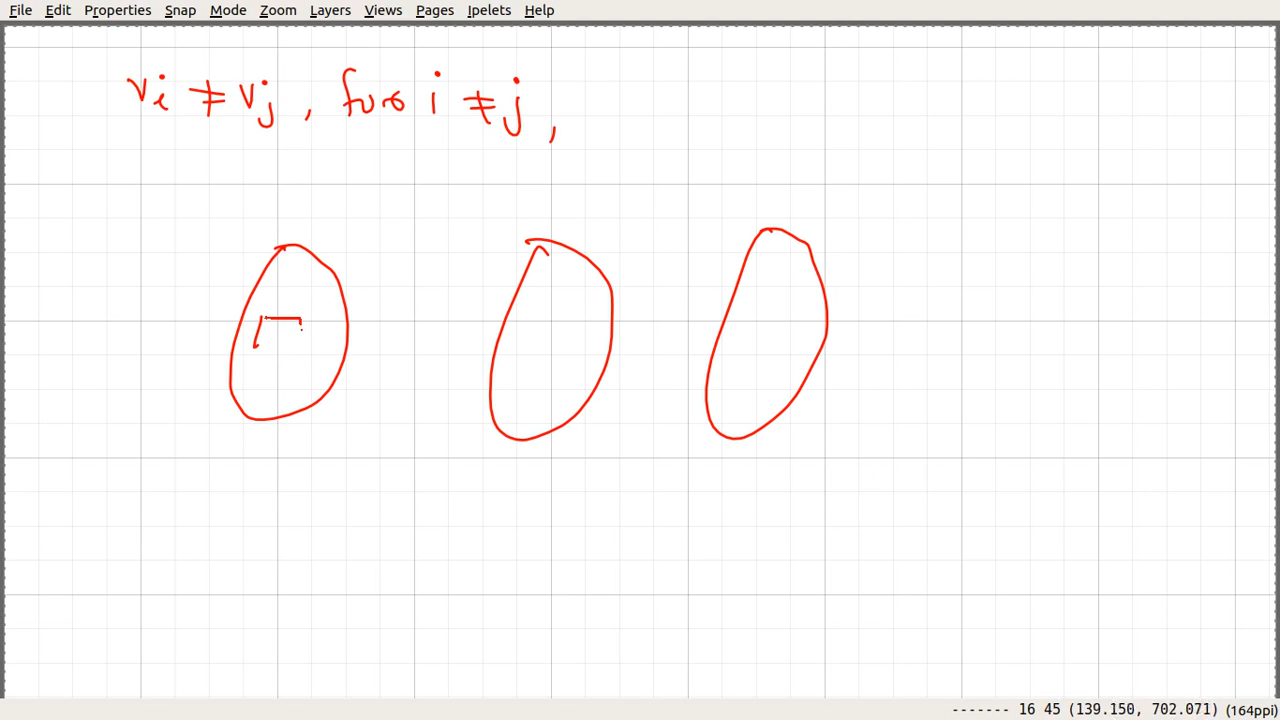 File Edit Properties Snap Mode Zoom Layers Views Pages Ipelets Help
vi ≠ vj, for i ≠ j,
------- 16 45 (139.150, 702.071) (164ppi)